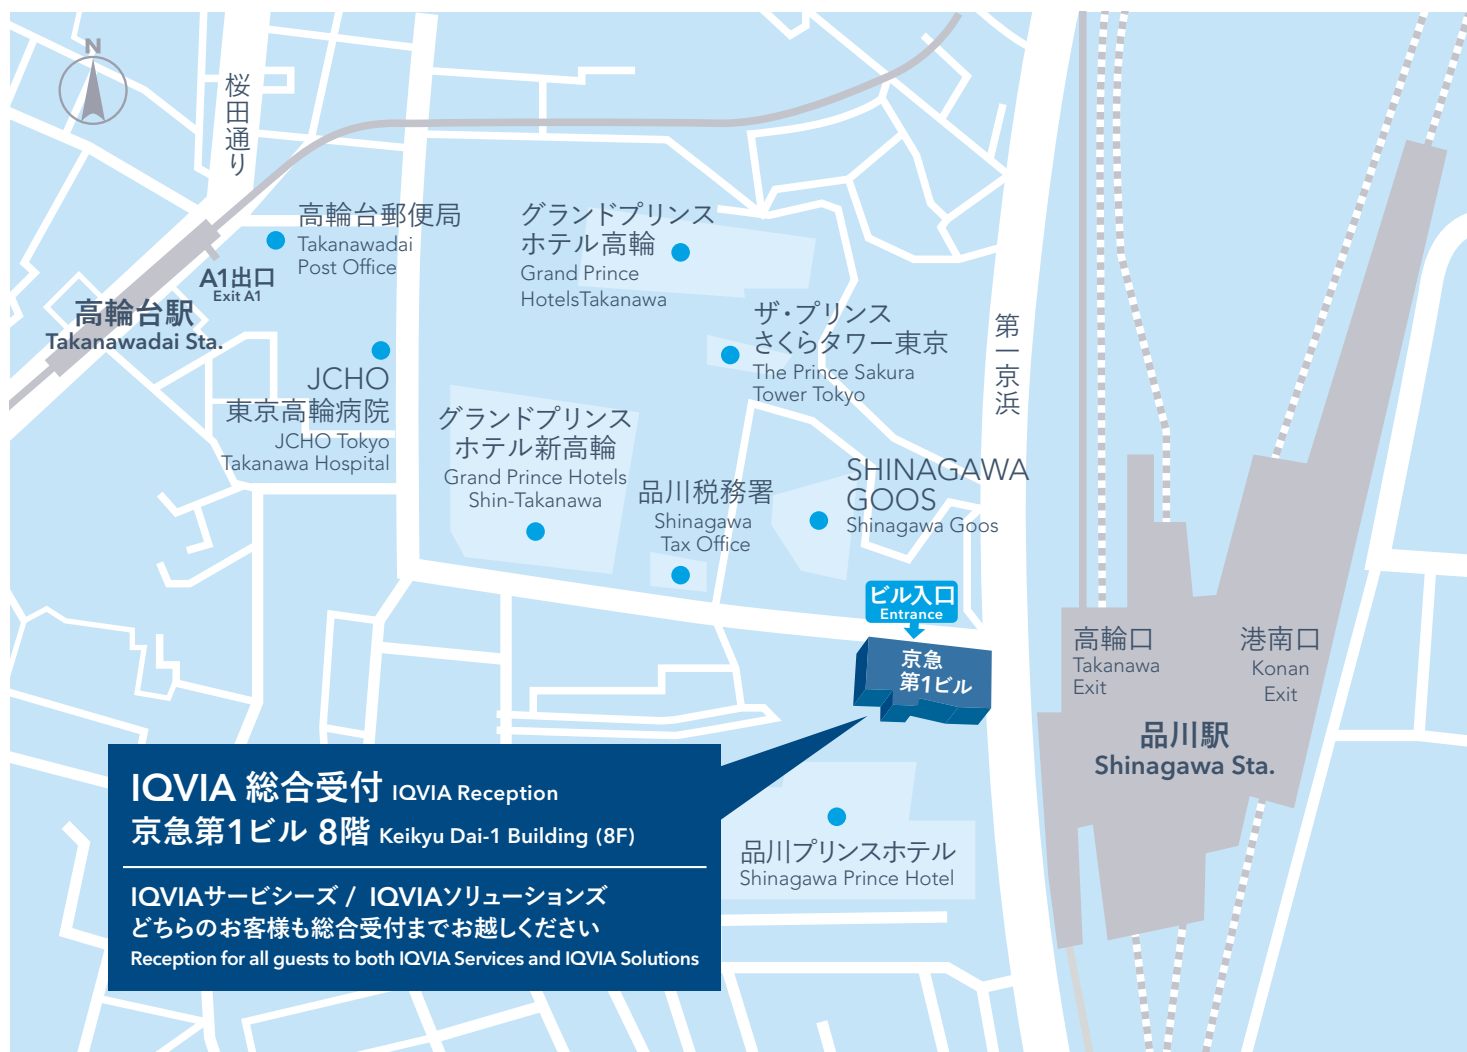 N
桜田通り
高輪台郵便局
Takanawadai
Post Office
A1出口
Exit A1
高輪台駅
Takanawadai Sta.
グランドプリンス
ホテル高輪
Grand Prince
HotelsTakanawa
ザ・プリンス
さくらタワー東京
The Prince Sakura
Tower Tokyo
第一京浜
JCHO
東京高輪病院
JCHO Tokyo
Takanawa Hospital
グランドプリンス
ホテル新高輪
Grand Prince Hotels
Shin-Takanawa
品川税務署
Shinagawa
Tax Office
SHINAGAWA
GOOS
Shinagawa Goos
ビル入口
Entrance
京急
第1ビル
高輪口
Takanawa
Exit
港南口
Konan
Exit
品川駅
Shinagawa Sta.
IQVIA 総合受付 IQVIA Reception
京急第1ビル 8階 Keikyu Dai-1 Building (8F)
IQVIAサービシーズ / IQVIAソリューションズ
どちらのお客様も総合受付までお越しください
Reception for all guests to both IQVIA Services and IQVIA Solutions
品川プリンスホテル
Shinagawa Prince Hotel